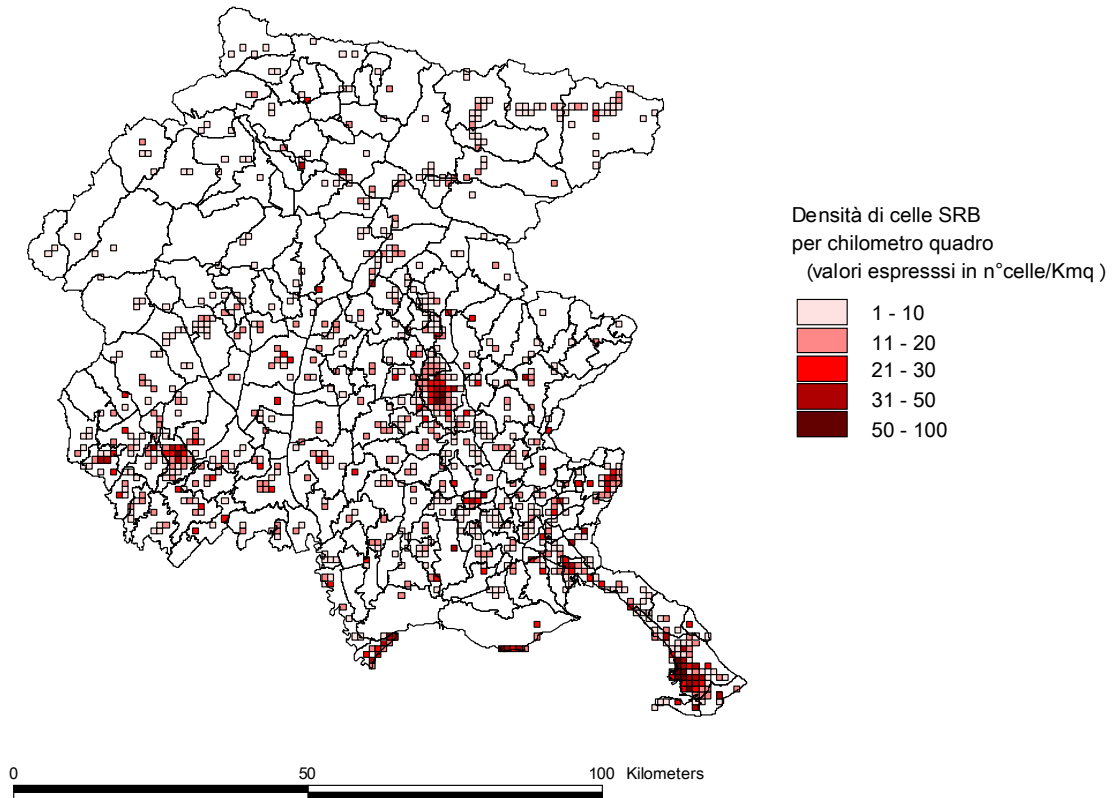 Densità di celle SRB
per chilometro quadro
(valori espresssi in n°celle/Kmq )
1 - 10
11 - 20
21 - 30
31 - 50
50 - 100
0 50 100 Kilometers